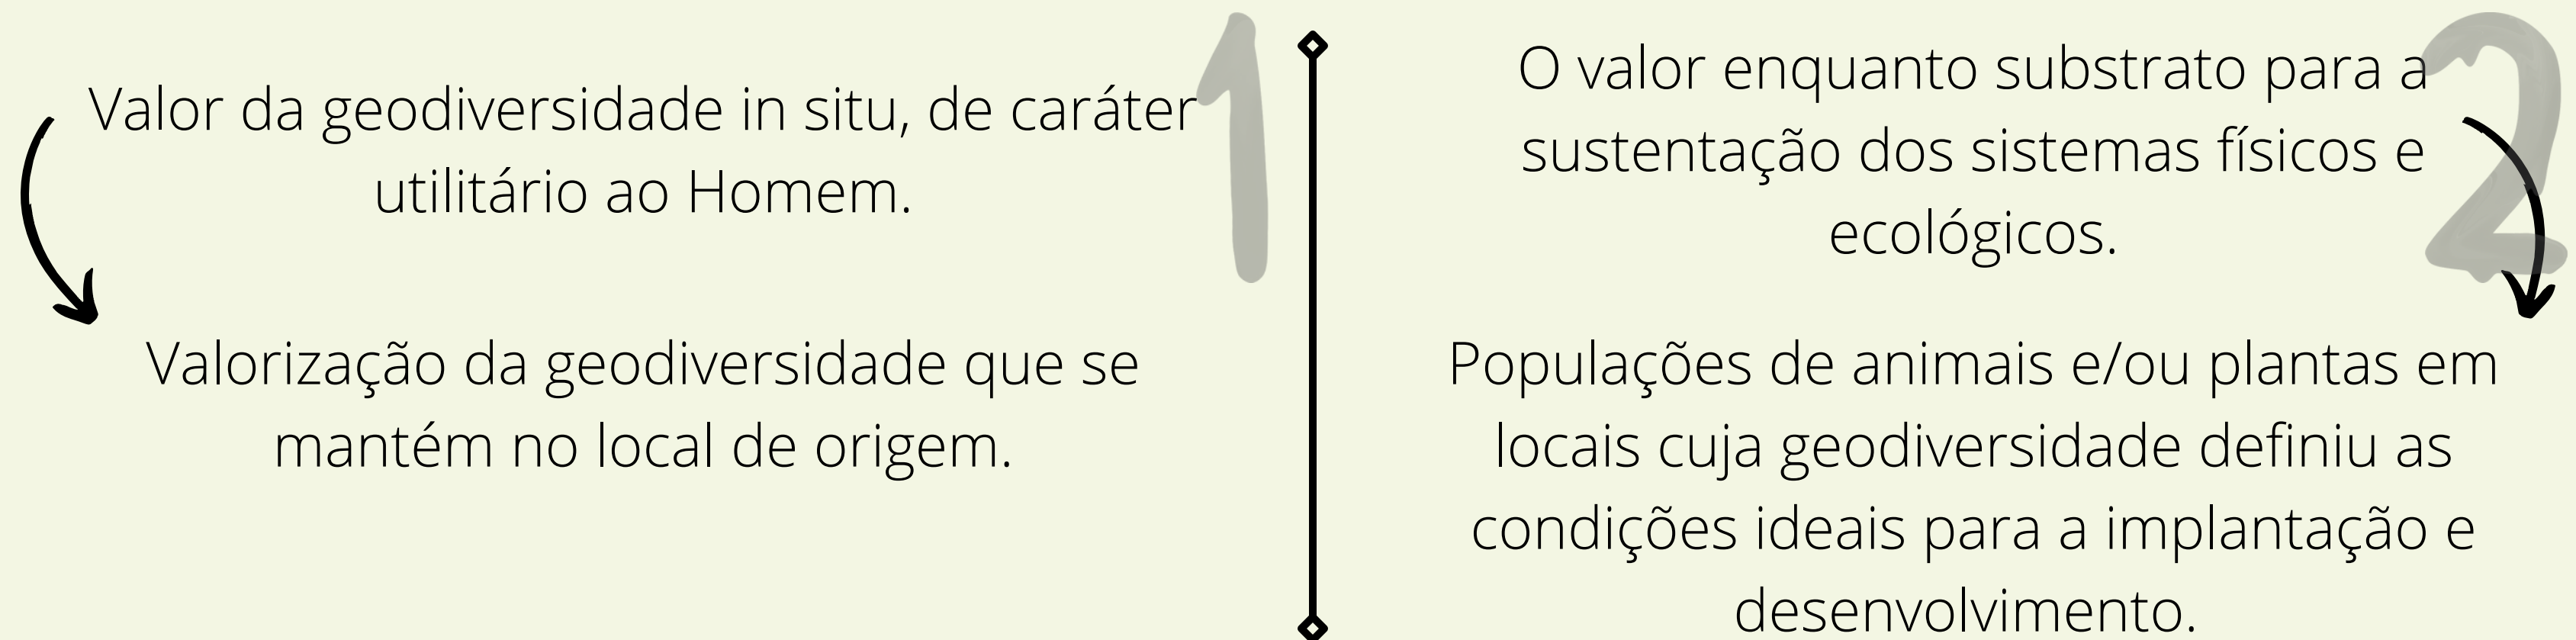 1
Valor da geodiversidade in situ, de caráter
utilitário ao Homem.
Valorização da geodiversidade que se
mantém no local de origem.
2
O valor enquanto substrato para a
sustentação dos sistemas físicos e
ecológicos.
Populações de animais e/ou plantas em
locais cuja geodiversidade definiu as
condições ideais para a implantação e
desenvolvimento.